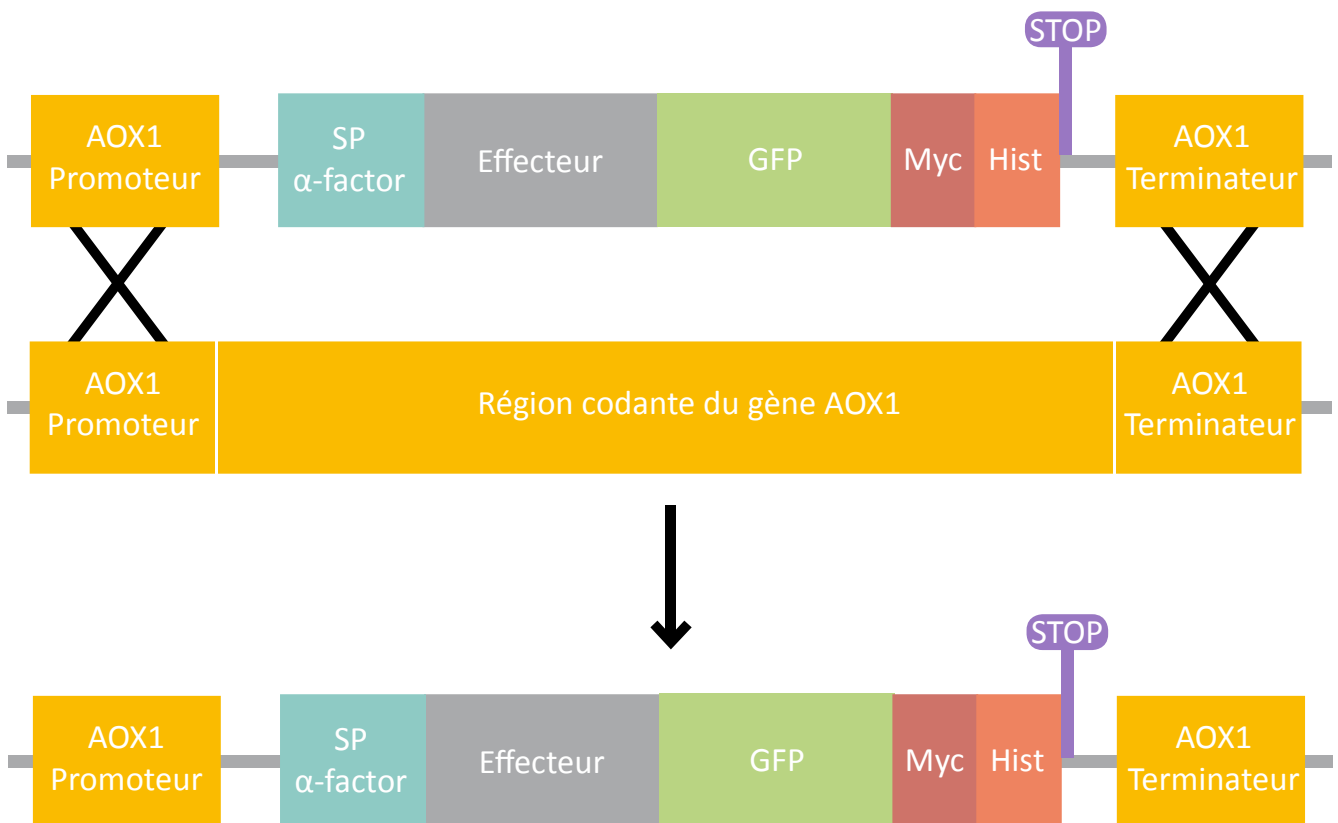 STOP
AOX1
Promoteur
SP
α-factor
Effecteur
GFP
Myc
Hist
AOX1
Terminateur
AOX1
Promoteur
Région codante du gène AOX1
AOX1
Terminateur
STOP
AOX1
Promoteur
SP
α-factor
Effecteur
GFP
Myc
Hist
AOX1
Terminateur